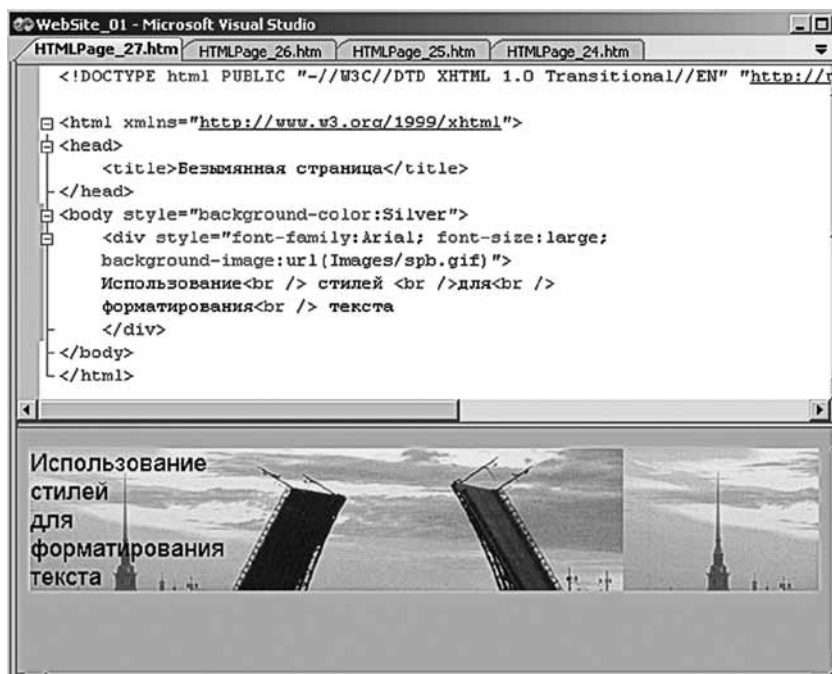 WebSite_01 - Microsoft Visual Studio
HTMLPage_27.htm HTMLPage_26.htm HTMLPage_25.htm HTMLPage_24.htm
<!DOCTYPE html PUBLIC "-//W3C//DTD XHTML 1.0 Transitional//EN" "http://
<html xmlns="http://www.w3.org/1999/xhtml">
<head>
<title>Безымянная страница</title>
</head>
<body style="background-color:Silver">
<div style="font-family:Arial; font-size:large;
background-image:url(Images/spb.gif)">
Использование<br /> стилей <br />для<br />
форматирования<br /> текста
</div>
</body>
</html>
Использование
стилей
для
форматирования
текста